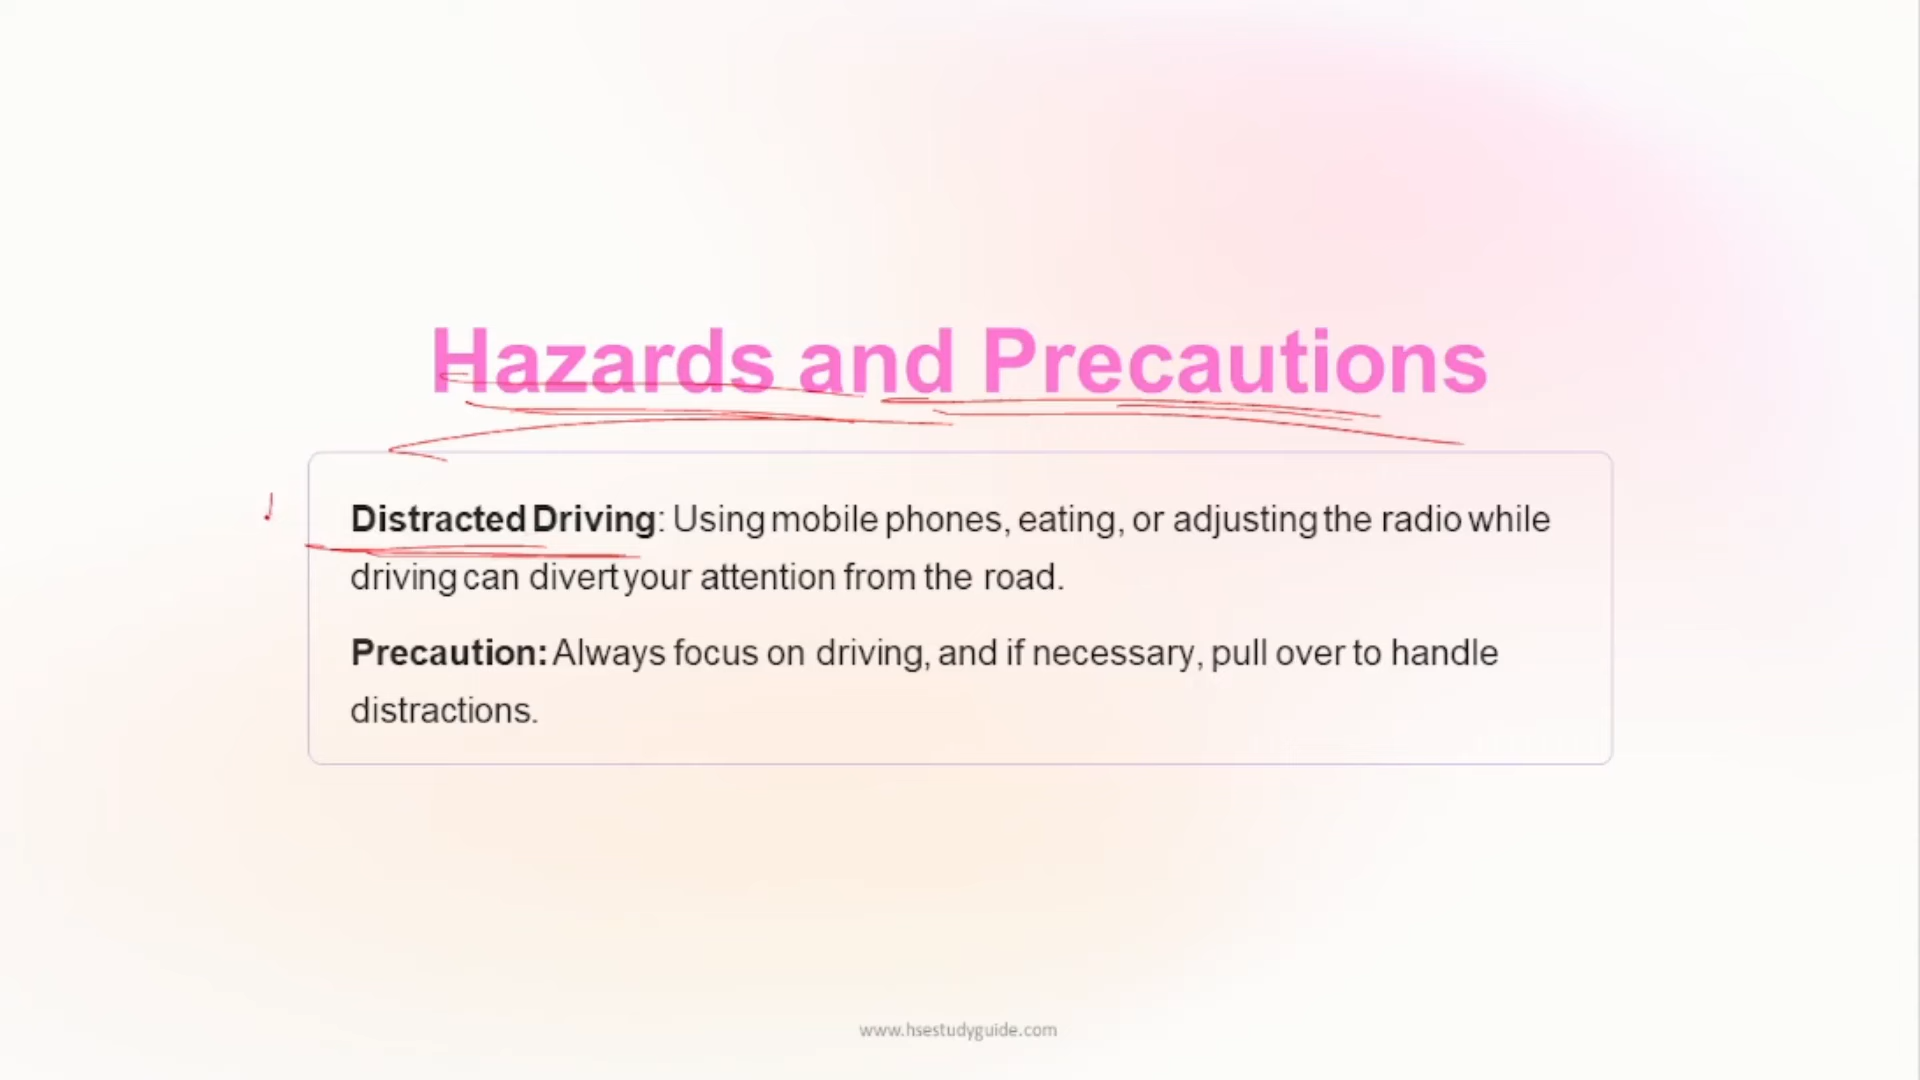 Hazards and Precautions
Distracted Driving: Using mobile phones, eating, or adjusting the radio while
driving can divert your attention from the road.
Precaution: Always focus on driving, and if necessary, pull over to handle
distractions.
www.hsestudyguide.com